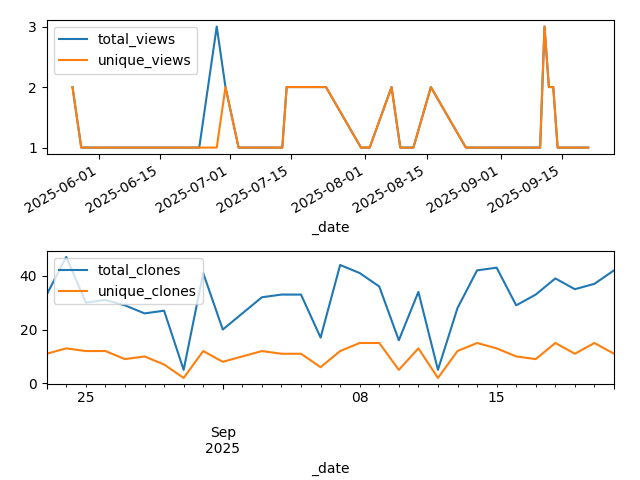 3
2
1
total_views
unique_views
2025-06-01
2025-06-15
2025-07-01
2025-07-15
2025-08-01
2025-08-15
2025-09-01
2025-09-15
_date
40
20
0
total_clones
unique_clones
25
08
15
Sep
2025
_date